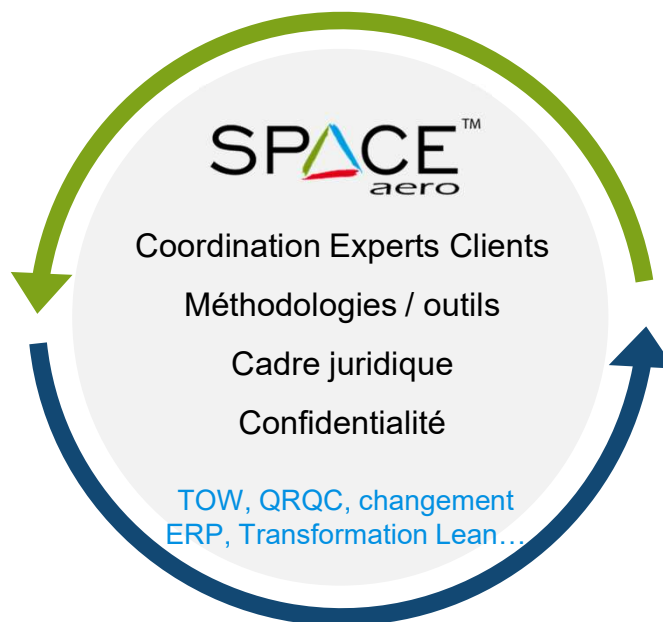 SPACE™
aero
Coordination Experts Clients
Méthodologies / outils
Cadre juridique
Confidentialité
TOW, QRQC, changement
ERP, Transformation Lean…